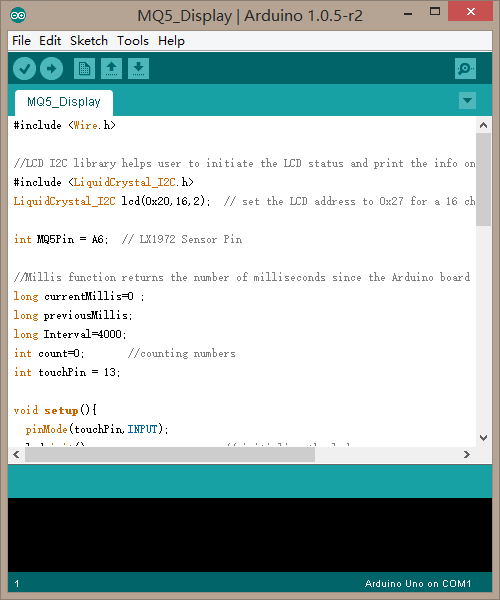 MQ5_Display | Arduino 1.0.5-r2
File Edit Sketch Tools Help
MQ5_Display
#include <Wire.h>
//LCD I2C library helps user to initiate the LCD status and print the info on
#include <LiquidCrystal_I2C.h>
LiquidCrystal_I2C lcd(0x20,16,2);  // set the LCD address to 0x27 for a 16 ch
int MQ5Pin = A6;  // LX1972 Sensor Pin
//Millis function returns the number of milliseconds since the Arduino board
long currentMillis=0 ;
long previousMillis;
long Interval=4000;
int count=0;       //counting numbers
int touchPin = 13;
void setup(){
  pinMode(touchPin,INPUT);
1
Arduino Uno on COM1